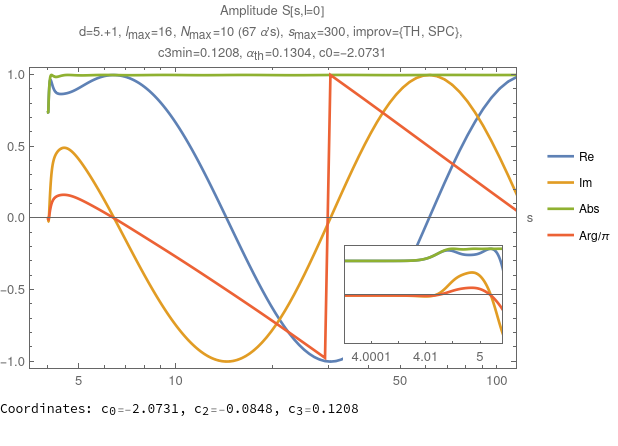 Amplitude S[s,l=0]
d=5.+1, lmax=16, Nmax=10 (67 α's), smax=300, improv={TH, SPC},
c3min=0.1208, αth=0.1304, c0=-2.0731
1.0
0.5
0.0
-0.5
-1.0
5
10
50
100
s
4.0001
4.01
5
Re
Im
Abs
Arg/π
Coordinates: c0=-2.0731, c2=-0.0848, c3=0.1208